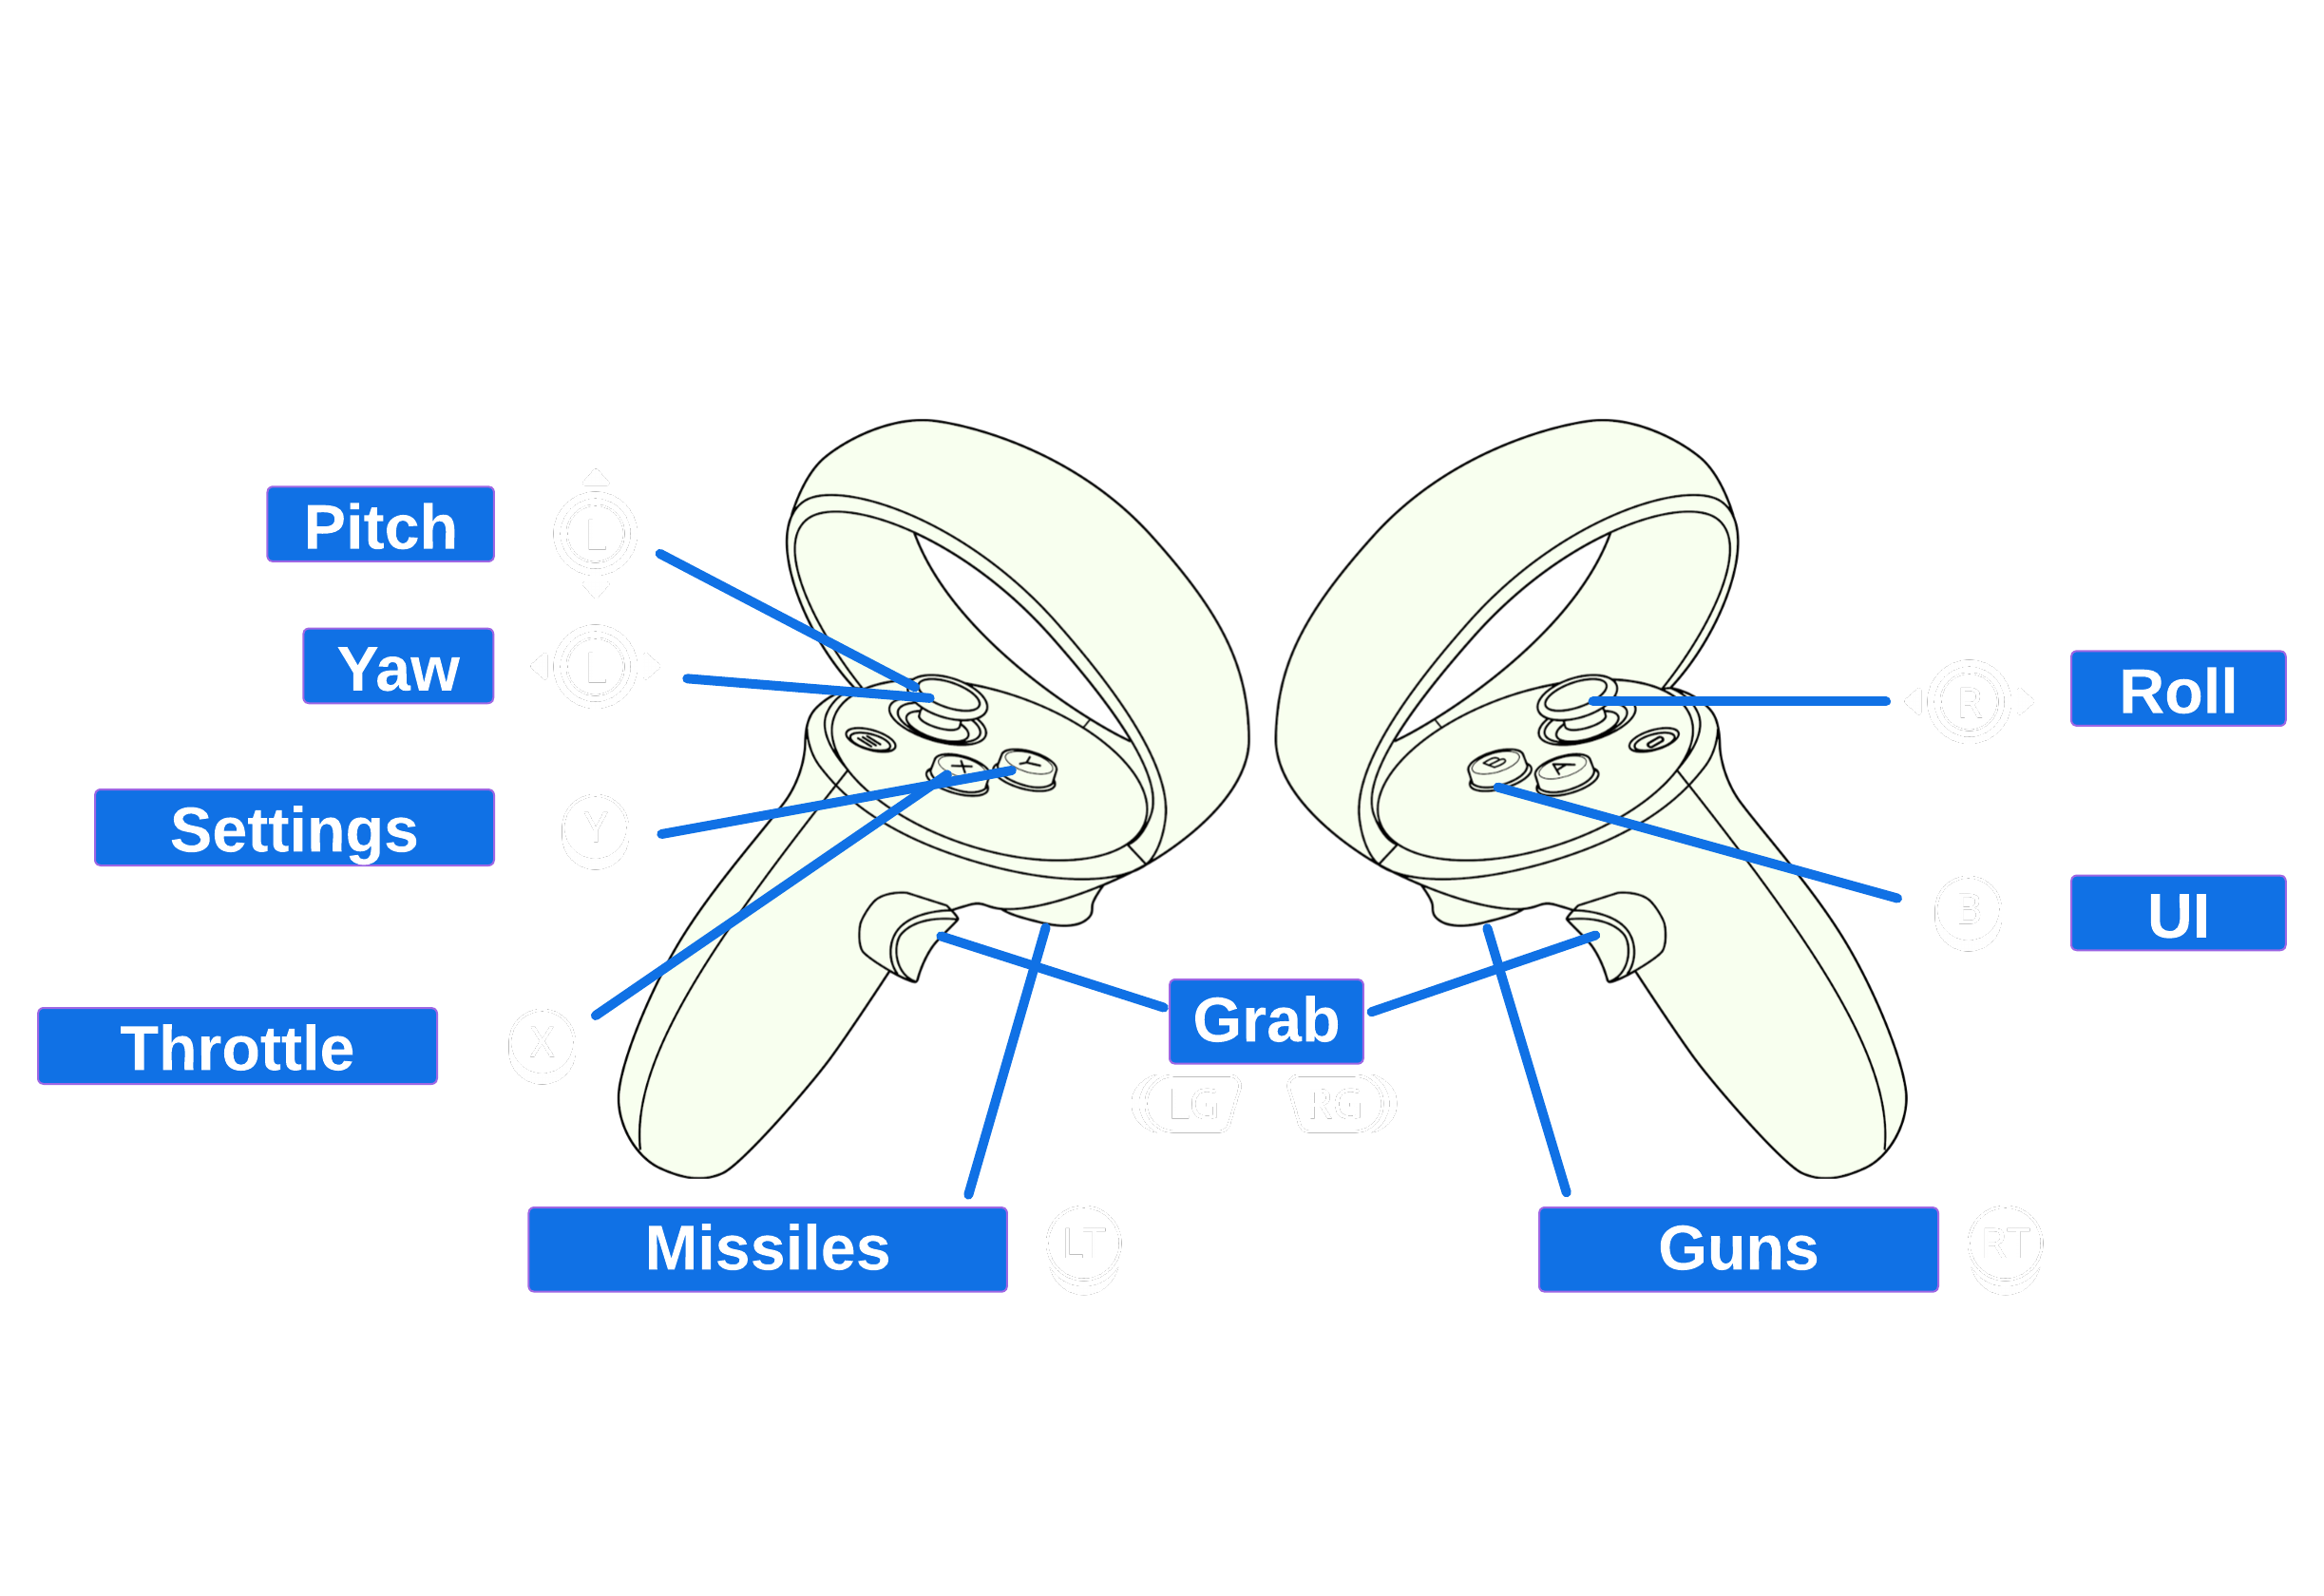 Pitch
L
Yaw
L
Settings
Y
Throttle
X
X
Y
B
A
R
Roll
B
UI
Grab
LG
RG
Missiles
LT
Guns
RT